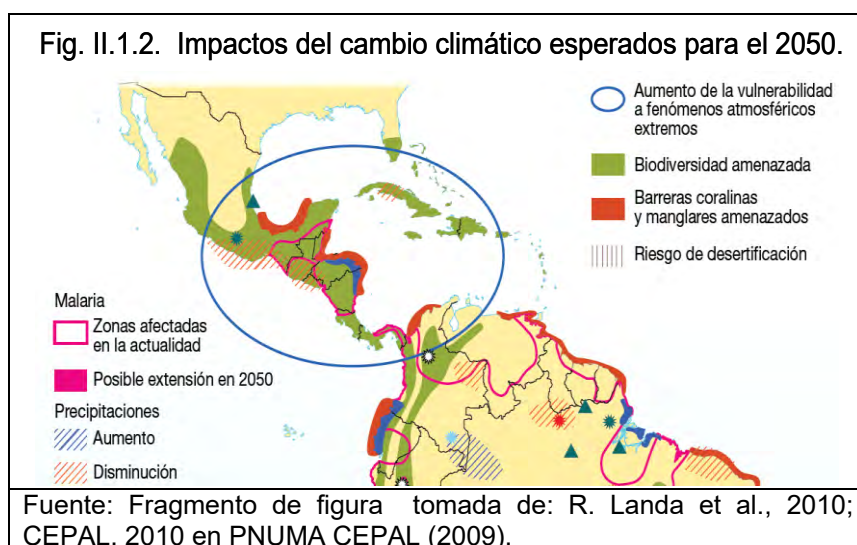 Fig. II.1.2. Impactos del cambio climático esperados para el 2050.
Aumento de la vulnerabilidad
a fenómenos atmosféricos
extremos
Biodiversidad amenazada
Barreras coralinas
y manglares amenazados
Riesgo de desertificación
Malaria
Zonas afectadas
en la actualidad
Posible extensión en 2050
Precipitaciones
Aumento
Disminución
Fuente: Fragmento de figura tomada de: R. Landa et al., 2010;
CEPAL, 2010 en PNUMA CEPAL (2009).